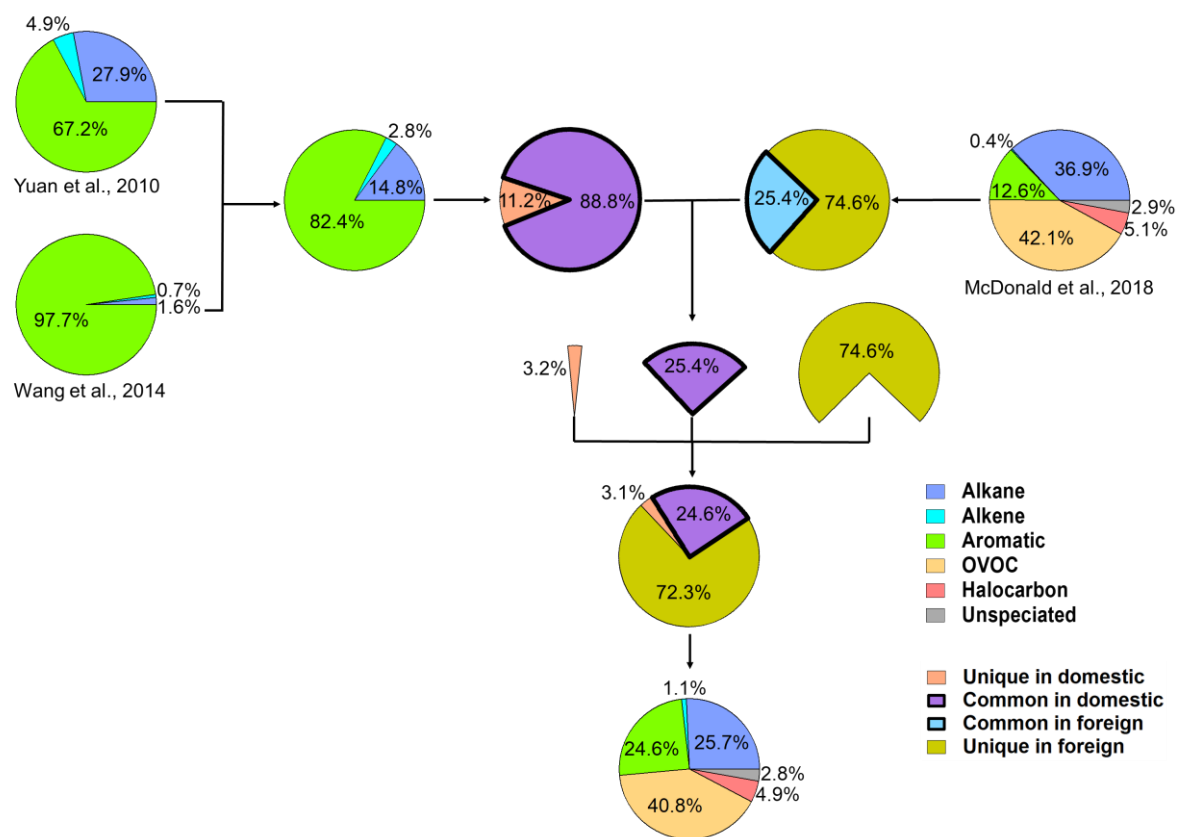 4.9%
27.9%
67.2%
Yuan et al., 2010
0.7%
1.6%
97.7%
Wang et al., 2014
2.8%
14.8%
82.4%
11.2%
88.8%
25.4%
74.6%
0.4%
36.9%
12.6%
2.9%
5.1%
42.1%
McDonald et al., 2018
3.2%
25.4%
74.6%
3.1%
24.6%
72.3%
1.1%
24.6%
25.7%
2.8%
4.9%
40.8%
Alkane
Alkene
Aromatic
OVOC
Halocarbon
Unspeciated
Unique in domestic
Common in domestic
Common in foreign
Unique in foreign